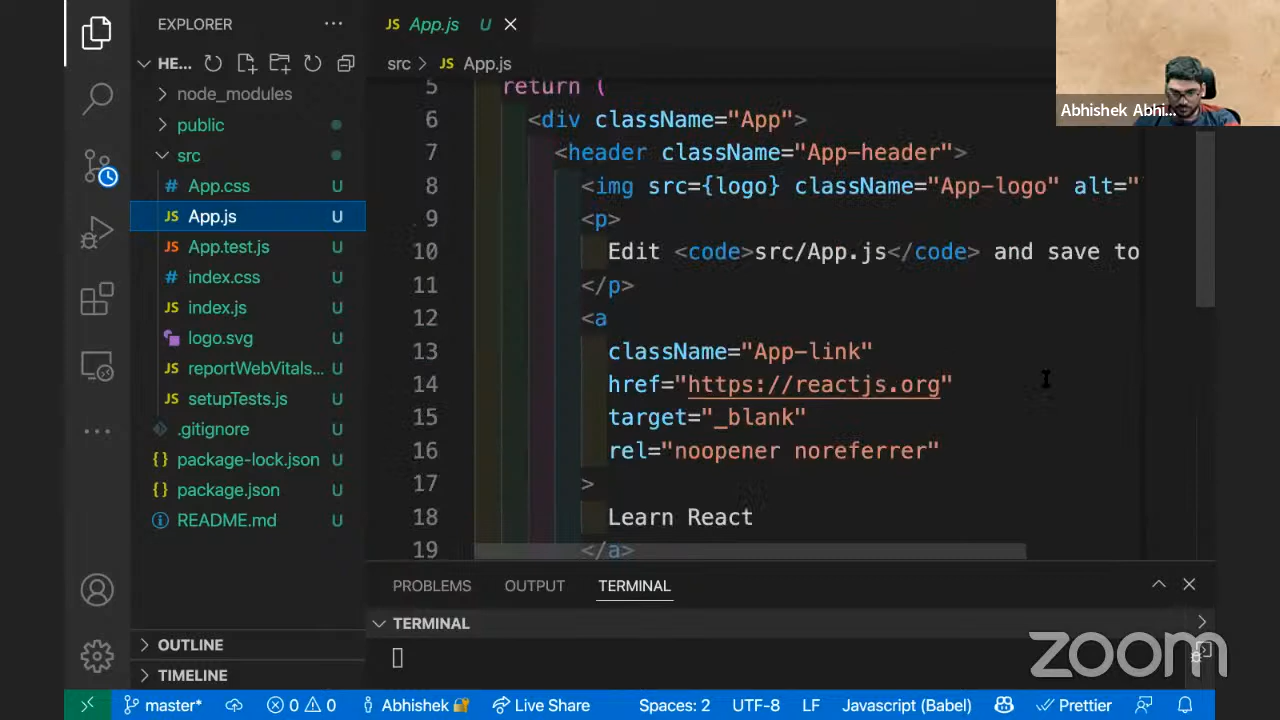 EXPLORER
HE...
node_modules
public
src
# App.css U
JS App.js U
JS App.test.js U
# index.css U
JS index.js U
logo.svg U
JS reportWebVitals... U
JS setupTests.js U
.gitignore U
{} package-lock.json U
{} package.json U
README.md U
OUTLINE
TIMELINE
JS App.js U
src > JS App.js
5 return (
6 <div className="App">
7 <header className="App-header">
8 <img src={logo} className="App-logo" alt="
9 <p>
10 Edit <code>src/App.js</code> and save to
11 </p>
12 <a
13 className="App-link"
14 href="https://reactjs.org"
15 target="_blank"
16 rel="noopener noreferrer"
17 >
18 Learn React
19 </a>
Abhishek Abhi...
PROBLEMS OUTPUT TERMINAL
TERMINAL
zoom
master* 0 0 Abhishek Live Share Spaces: 2 UTF-8 LF Javascript (Babel) Prettier